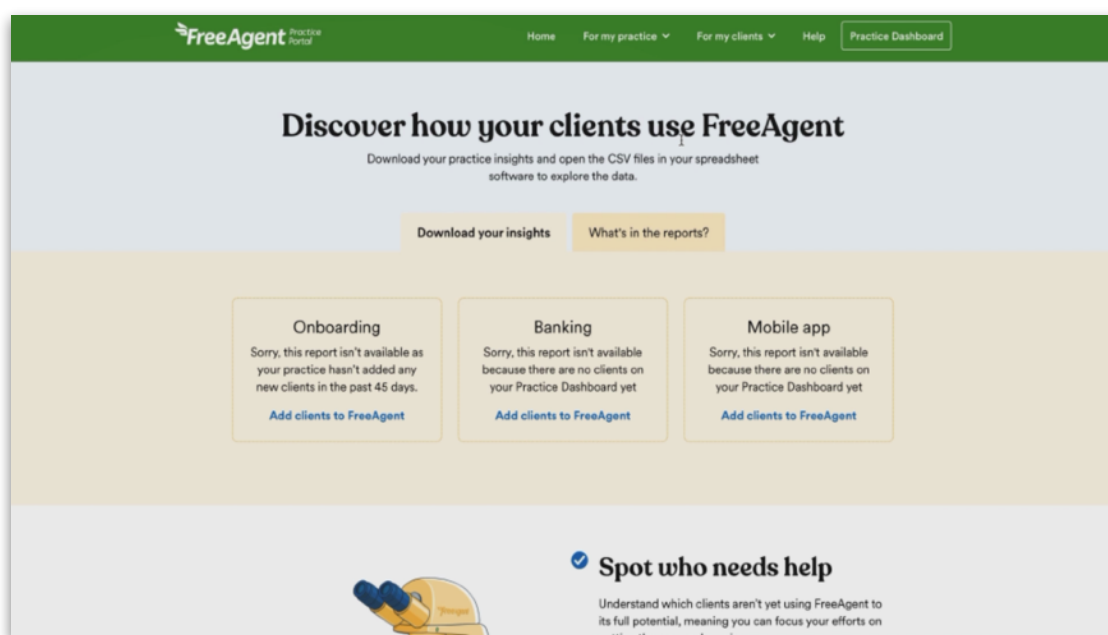 FreeAgent Practice Portal
Home For my practice For my clients Help Practice Dashboard
Discover how your clients use FreeAgent
Download your practice insights and open the CSV files in your spreadsheet
software to explore the data.
Download your insights What's in the reports?
Onboarding
Sorry, this report isn't available as
your practice hasn't added any
new clients in the past 45 days.
Add clients to FreeAgent
Banking
Sorry, this report isn't available
because there are no clients on
your Practice Dashboard yet
Add clients to FreeAgent
Mobile app
Sorry, this report isn't available
because there are no clients on
your Practice Dashboard yet
Add clients to FreeAgent
Spot who needs help
Understand which clients aren't yet using FreeAgent to
its full potential, meaning you can focus your efforts on